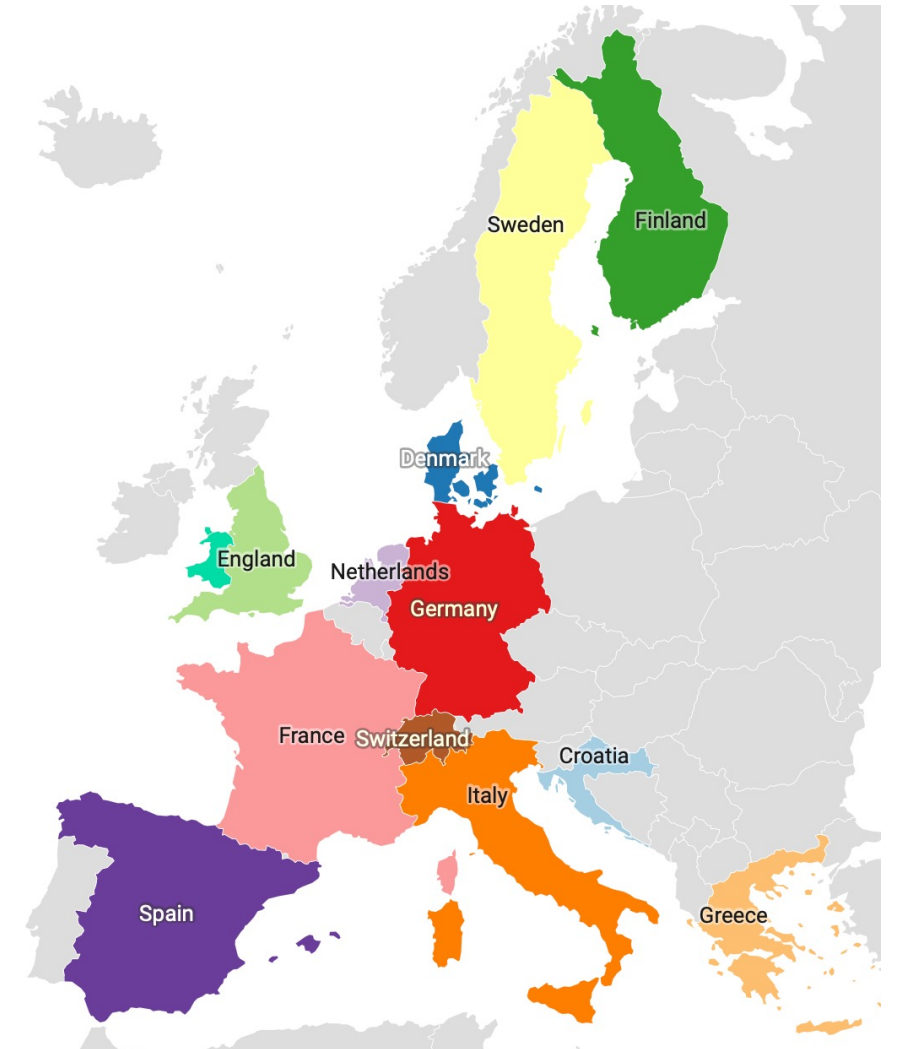 Sweden
Finland
Denmark
England
Netherlands
Germany
France
Switzerland
Croatia
Italy
Spain
Greece